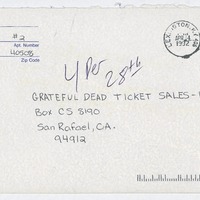 #2
Apt. Number
40508
Zip Code
4 Per
28th
GRATEFUL DEAD TICKET SALES-
Box CS 8190
San Rafael, CA.
94912